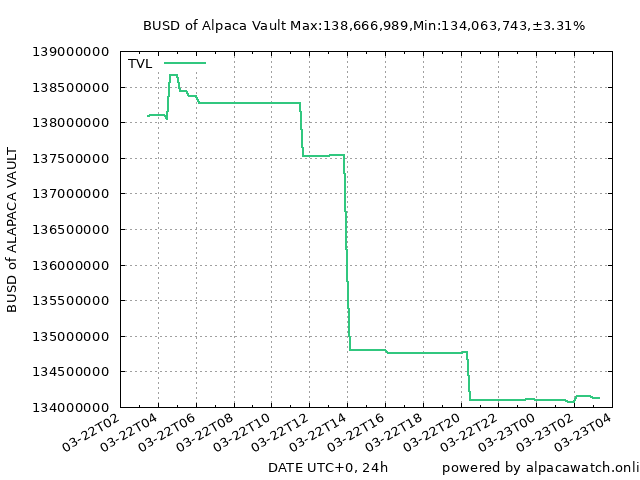 BUSD of Alpaca Vault Max:138,666,989,Min:134,063,743,±3.31%
TVL
BUSD of ALAPACA VAULT
139000000
138500000
138000000
137500000
137000000
136500000
136000000
135500000
135000000
134500000
134000000
03-22T02
03-22T04
03-22T06
03-22T08
03-22T10
03-22T12
03-22T14
03-22T16
03-22T18
03-22T20
03-22T22
03-23T00
03-23T02
03-23T04
DATE UTC+0, 24h
powered by alpacawatch.onli